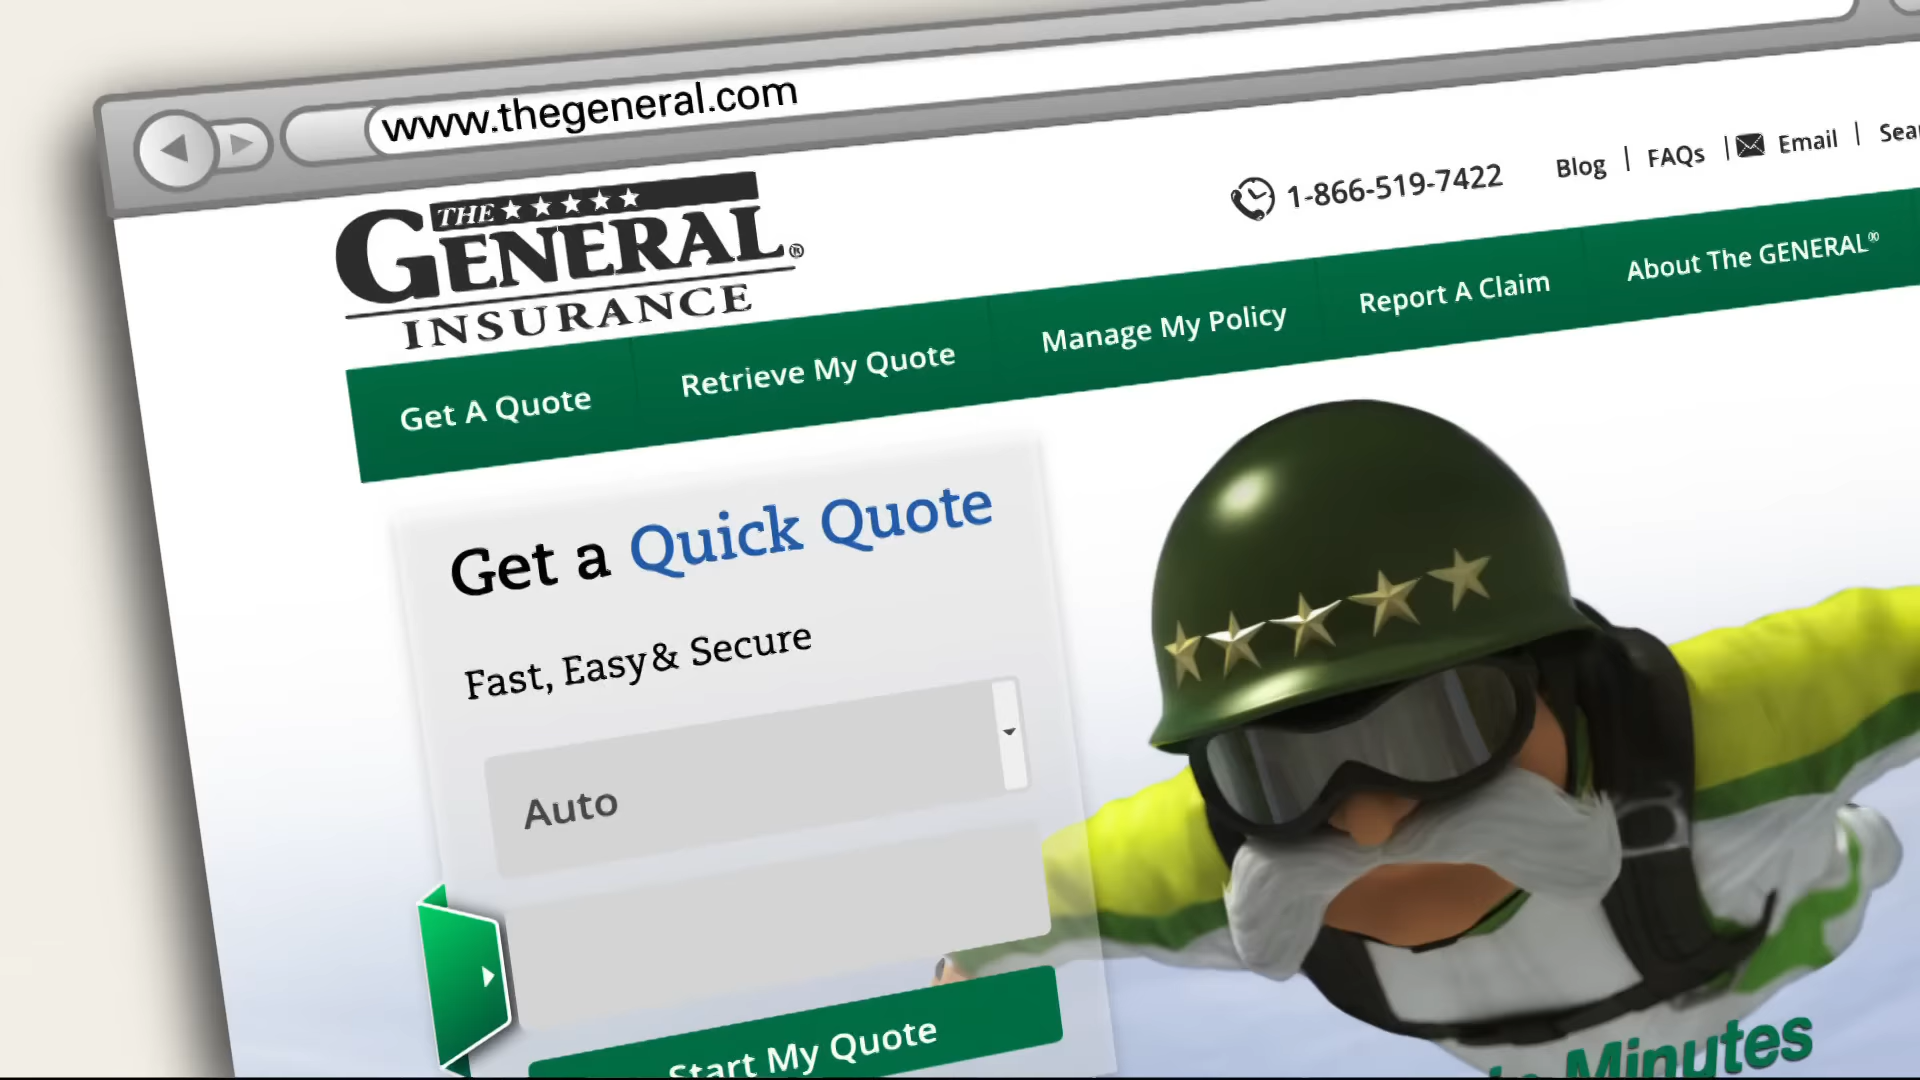 www.thegeneral.com
THE
GENERAL®
INSURANCE
1-866-519-7422
Blog | FAQs | Email |
Get A Quote
Retrieve My Quote
Manage My Policy
Report A Claim
About The GENERAL®
Get a Quick Quote
Fast, Easy& Secure
Auto
Start My Quote
Minutes